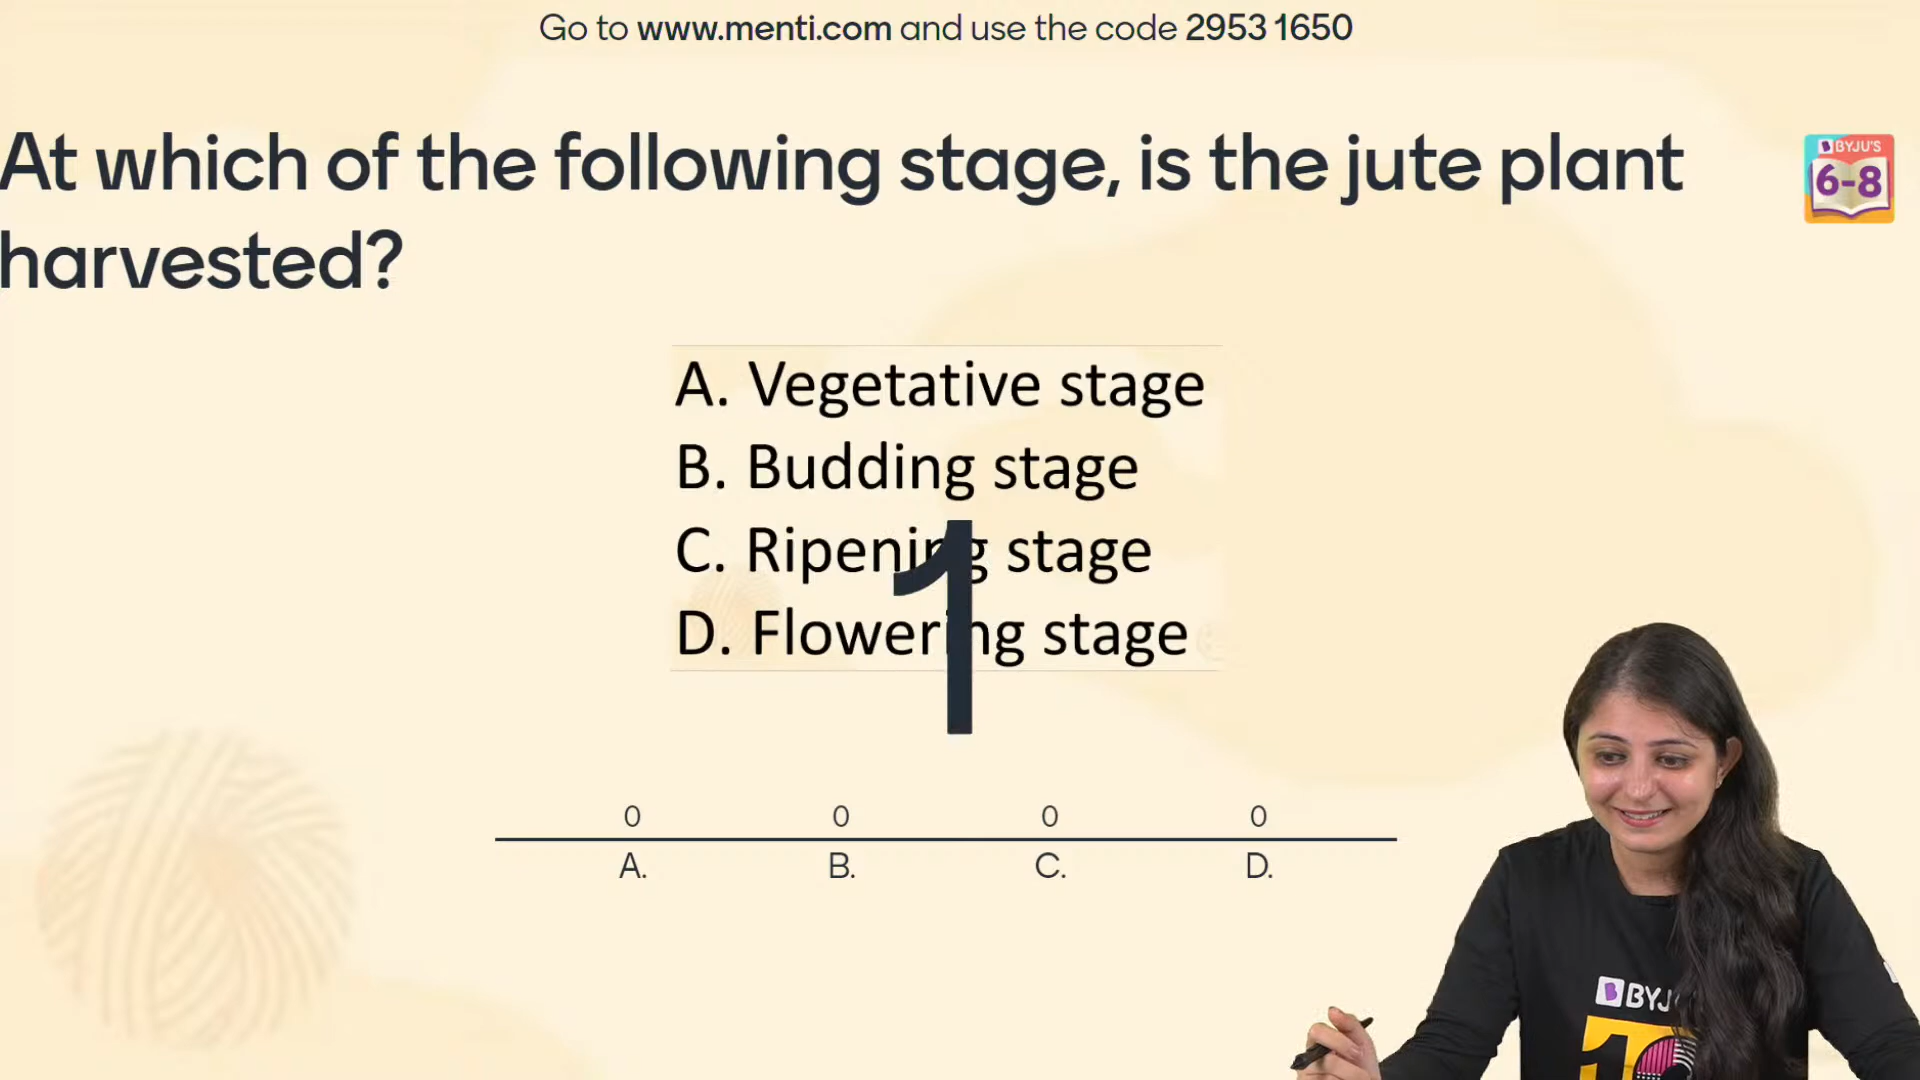 Go to www.menti.com and use the code 2953 1650
At which of the following stage, is the jute plant
harvested?
BYJU'S
6-8
A. Vegetative stage
B. Budding stage
C. Ripening stage
D. Flowering stage
1
0 0 0 0
A. B. C. D.
BYJ